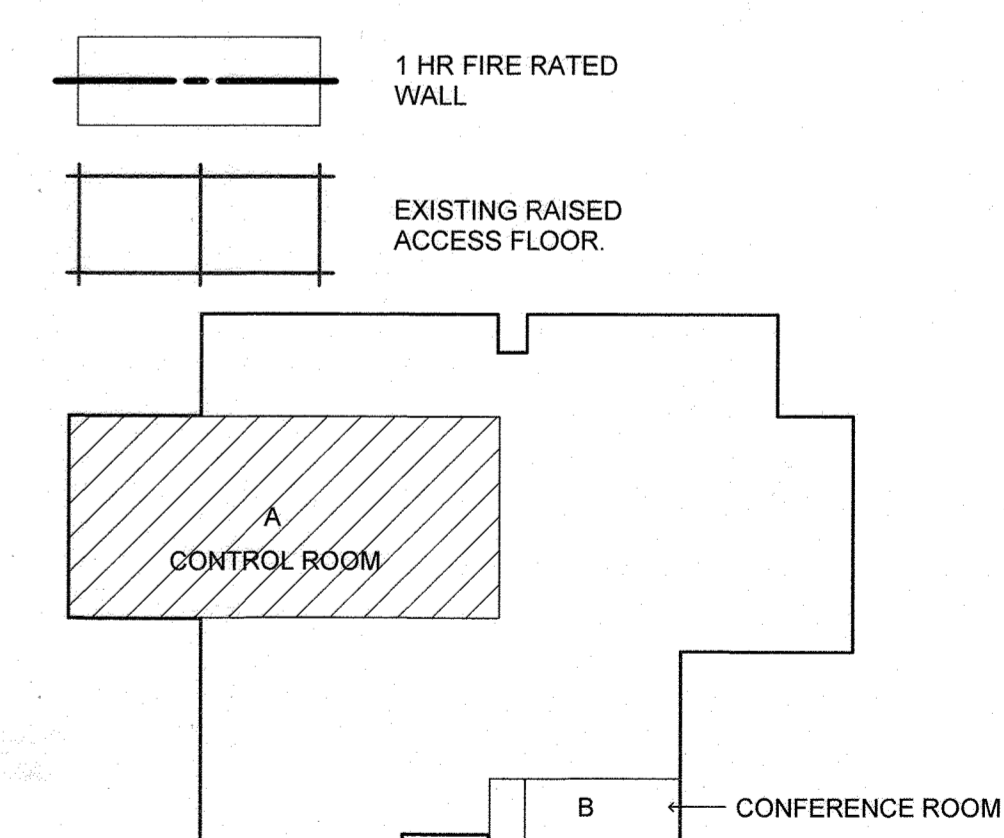 1 HR FIRE RATED
WALL
EXISTING RAISED
ACCESS FLOOR.
A
CONTROL ROOM
B
CONFERENCE ROOM